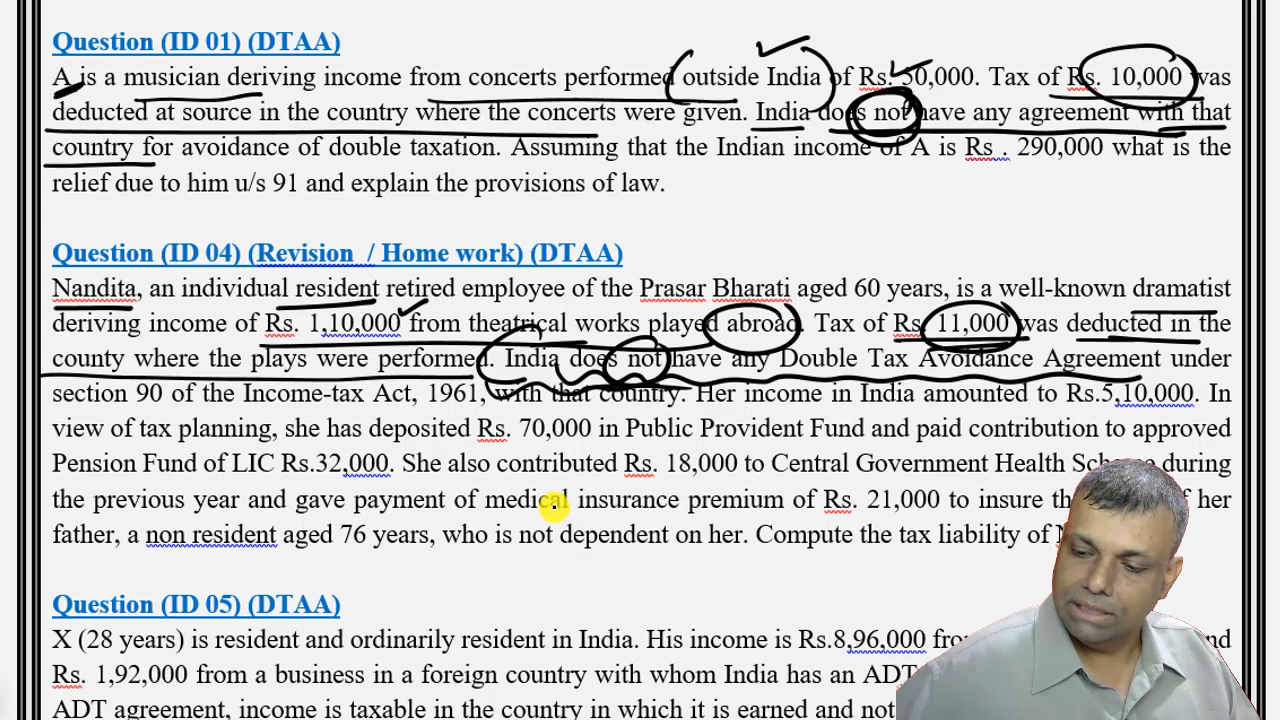 Question (ID 01) (DTAA)
A is a musician deriving income from concerts performed outside India of Rs. 50,000. Tax of Rs. 10,000 was
deducted at source in the country where the concerts were given. India does not have any agreement with that
country for avoidance of double taxation. Assuming that the Indian income of A is Rs . 290,000 what is the
relief due to him u/s 91 and explain the provisions of law.
Question (ID 04) (Revision / Home work) (DTAA)
Nandita, an individual resident retired employee of the Prasar Bharati aged 60 years, is a well-known dramatist
deriving income of Rs. 1,10,000 from theatrical works played abroad. Tax of Rs. 11,000 was deducted in the
county where the plays were performed. India does not have any Double Tax Avoidance Agreement under
section 90 of the Income-tax Act, 1961, with that country. Her income in India amounted to Rs.5,10,000. In
view of tax planning, she has deposited Rs. 70,000 in Public Provident Fund and paid contribution to approved
Pension Fund of LIC Rs.32,000. She also contributed Rs. 18,000 to Central Government Health Scheme during
the previous year and gave payment of medical insurance premium of Rs. 21,000 to insure of her
father, a non resident aged 76 years, who is not dependent on her. Compute the tax liability of
Question (ID 05) (DTAA)
X (28 years) is resident and ordinarily resident in India. His income is Rs.8,96,000
Rs. 1,92,000 from a business in a foreign country with whom India has an ADT
ADT agreement, income is taxable in the country in which it is earned and not